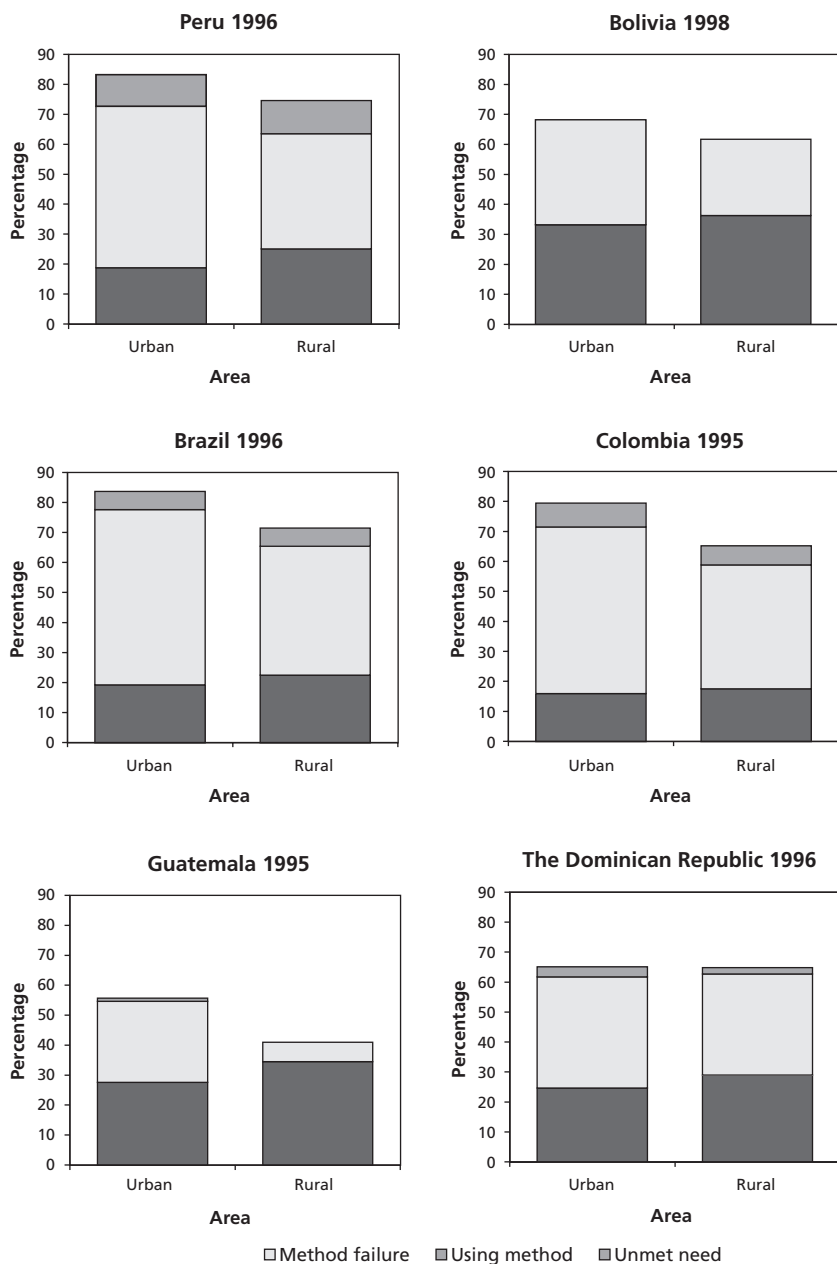 Peru 1996
90
80
70
60
50
40
30
20
10
0
Percentage
Urban
Rural
Area
Bolivia 1998
90
80
70
60
50
40
30
20
10
0
Percentage
Urban
Rural
Area
Brazil 1996
90
80
70
60
50
40
30
20
10
0
Percentage
Urban
Rural
Area
Colombia 1995
90
80
70
60
50
40
30
20
10
0
Percentage
Urban
Rural
Area
Guatemala 1995
90
80
70
60
50
40
30
20
10
0
Percentage
Urban
Rural
Area
The Dominican Republic 1996
90
80
70
60
50
40
30
20
10
0
Percentage
Urban
Rural
Area
Method failure Using method Unmet need